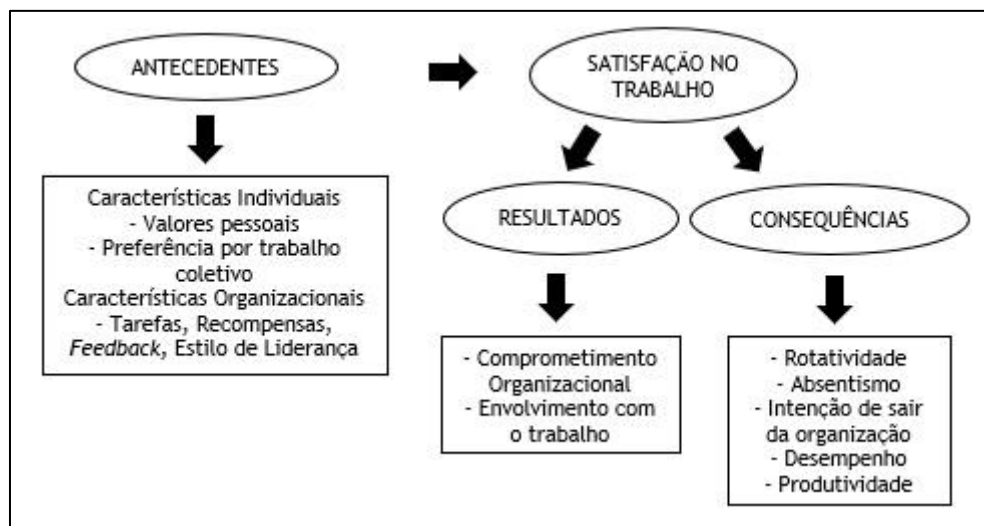 ANTECEDENTES
SATISFAÇÃO NO
TRABALHO
Características Individuais
- Valores pessoais
- Preferência por trabalho
coletivo
Características Organizacionais
- Tarefas, Recompensas,
Feedback, Estilo de Liderança
RESULTADOS
CONSEQUÊNCIAS
- Comprometimento
Organizacional
- Envolvimento com
o trabalho
- Rotatividade
- Absentismo
- Intenção de sair
da organização
- Desempenho
- Produtividade